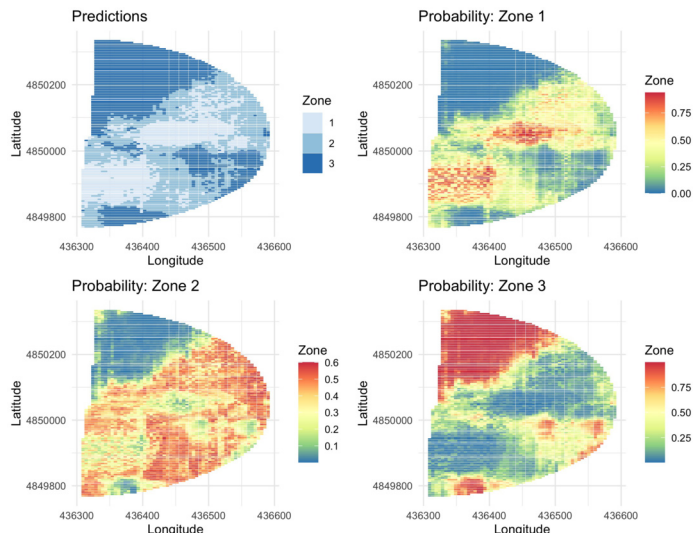 Predictions
Latitude
4850200
4850000
4849800
436300 436400 436500 436600
Longitude
Zone
1
2
3
Probability: Zone 1
Latitude
4850200
4850000
4849800
436300 436400 436500 436600
Longitude
Zone
0.75
0.50
0.25
0.00
Probability: Zone 2
Latitude
4850200
4850000
4849800
436300 436400 436500 436600
Longitude
Zone
0.6
0.5
0.4
0.3
0.2
0.1
Probability: Zone 3
Latitude
4850200
4850000
4849800
436300 436400 436500 436600
Longitude
Zone
0.75
0.50
0.25